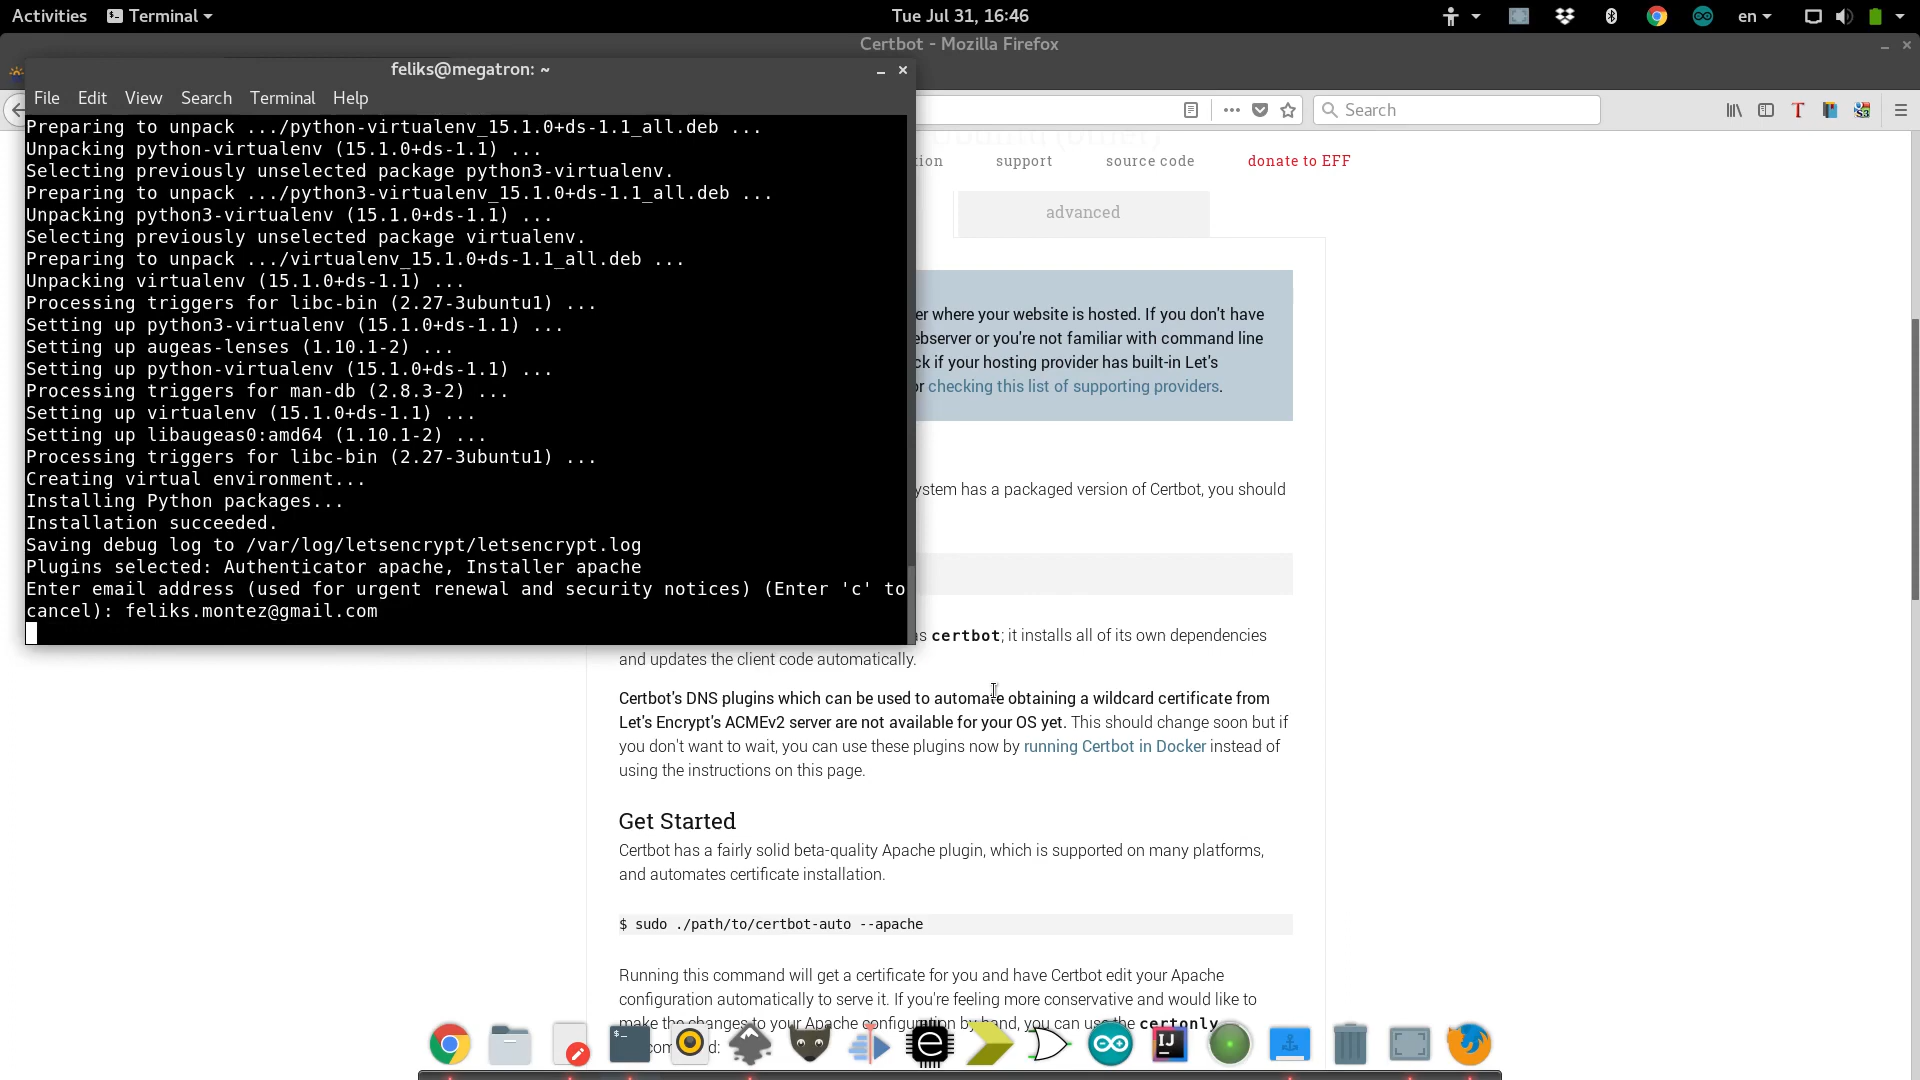 Activities Terminal Tue Jul 31, 16:46 en
Certbot - Mozilla Firefox
feliks@megatron: ~
File Edit View Search Terminal Help
Search
Preparing to unpack .../python-virtualenv_15.1.0+ds-1.1_all.deb ...
Unpacking python-virtualenv (15.1.0+ds-1.1) ...
Selecting previously unselected package python3-virtualenv.
Preparing to unpack .../python3-virtualenv_15.1.0+ds-1.1_all.deb ...
Unpacking python3-virtualenv (15.1.0+ds-1.1) ...
Selecting previously unselected package virtualenv.
Preparing to unpack .../virtualenv_15.1.0+ds-1.1_all.deb ...
Unpacking virtualenv (15.1.0+ds-1.1) ...
Processing triggers for libc-bin (2.27-3ubuntu1) ...
Setting up python3-virtualenv (15.1.0+ds-1.1) ...
Setting up augeas-lenses (1.10.1-2) ...
Setting up python-virtualenv (15.1.0+ds-1.1) ...
Processing triggers for man-db (2.8.3-2) ...
Setting up virtualenv (15.1.0+ds-1.1) ...
Setting up libaugeas0:amd64 (1.10.1-2) ...
Processing triggers for libc-bin (2.27-3ubuntu1) ...
Creating virtual environment...
Installing Python packages...
Installation succeeded.
Saving debug log to /var/log/letsencrypt/letsencrypt.log
Plugins selected: Authenticator apache, Installer apache
Enter email address (used for urgent renewal and security notices) (Enter 'c' to
cancel): feliks.montez@gmail.com
Ubuntu (other)
tion support source code donate to EFF
advanced
er where your website is hosted. If you don't have
ebserver or you're not familiar with command line
ck if your hosting provider has built-in Let's
or checking this list of supporting providers.
ystem has a packaged version of Certbot, you should
as certbot; it installs all of its own dependencies
and updates the client code automatically.
Certbot's DNS plugins which can be used to automate obtaining a wildcard certificate from
Let's Encrypt's ACMEv2 server are not available for your OS yet. This should change soon but if
you don't want to wait, you can use these plugins now by running Certbot in Docker instead of
using the instructions on this page.
Get Started
Certbot has a fairly solid beta-quality Apache plugin, which is supported on many platforms,
and automates certificate installation.
$ sudo ./path/to/certbot-auto --apache
Running this command will get a certificate for you and have Certbot edit your Apache
configuration automatically to serve it. If you're feeling more conservative and would like to
make the changes to your Apache configuration by hand, you can use the certonly